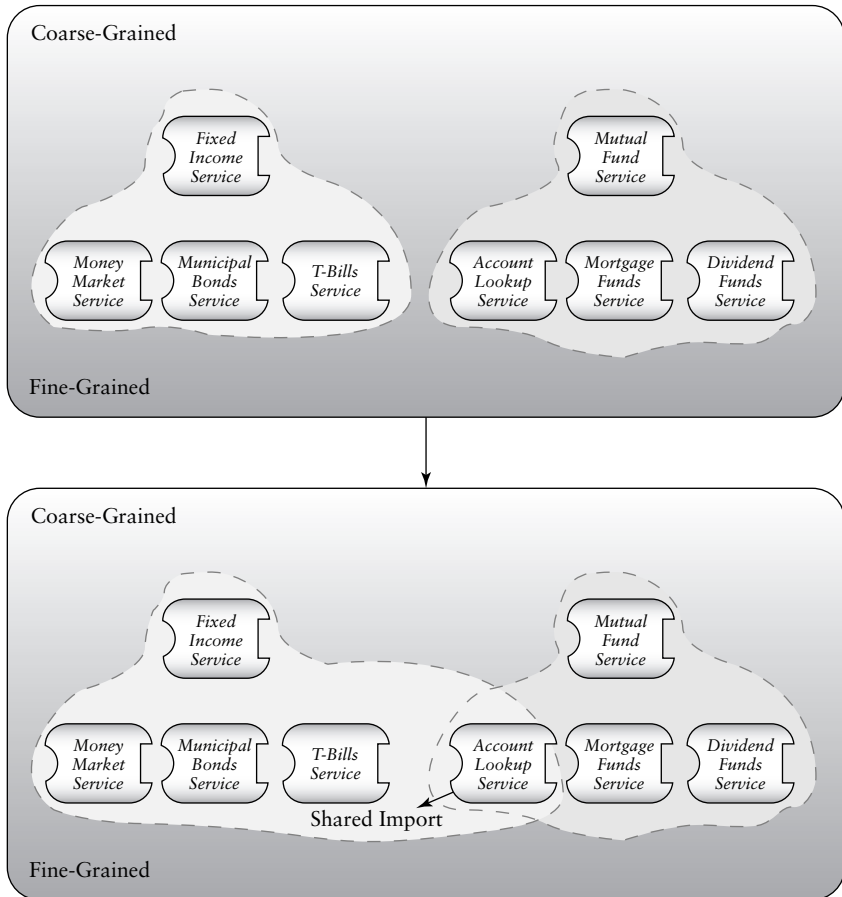 Coarse-Grained
Fixed
Income
Service
Mutual
Fund
Service
Money
Market
Service
Municipal
Bonds
Service
T-Bills
Service
Account
Lookup
Service
Mortgage
Funds
Service
Dividend
Funds
Service
Fine-Grained
Coarse-Grained
Fixed
Income
Service
Mutual
Fund
Service
Money
Market
Service
Municipal
Bonds
Service
T-Bills
Service
Account
Lookup
Service
Mortgage
Funds
Service
Dividend
Funds
Service
Shared Import
Fine-Grained